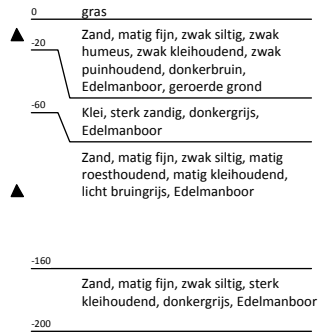 0 gras
Zand, matig fijn, zwak siltig, zwak
-20 humeus, zwak kleihoudend, zwak
puinhoudend, donkerbruin,
Edelmanboor, geroerde grond
-60 Klei, sterk zandig, donkergrijs,
Edelmanboor
Zand, matig fijn, zwak siltig, matig
roesthoudend, matig kleihoudend,
licht bruingrijs, Edelmanboor
-160
Zand, matig fijn, zwak siltig, sterk
kleihoudend, donkergrijs, Edelmanboor
-200